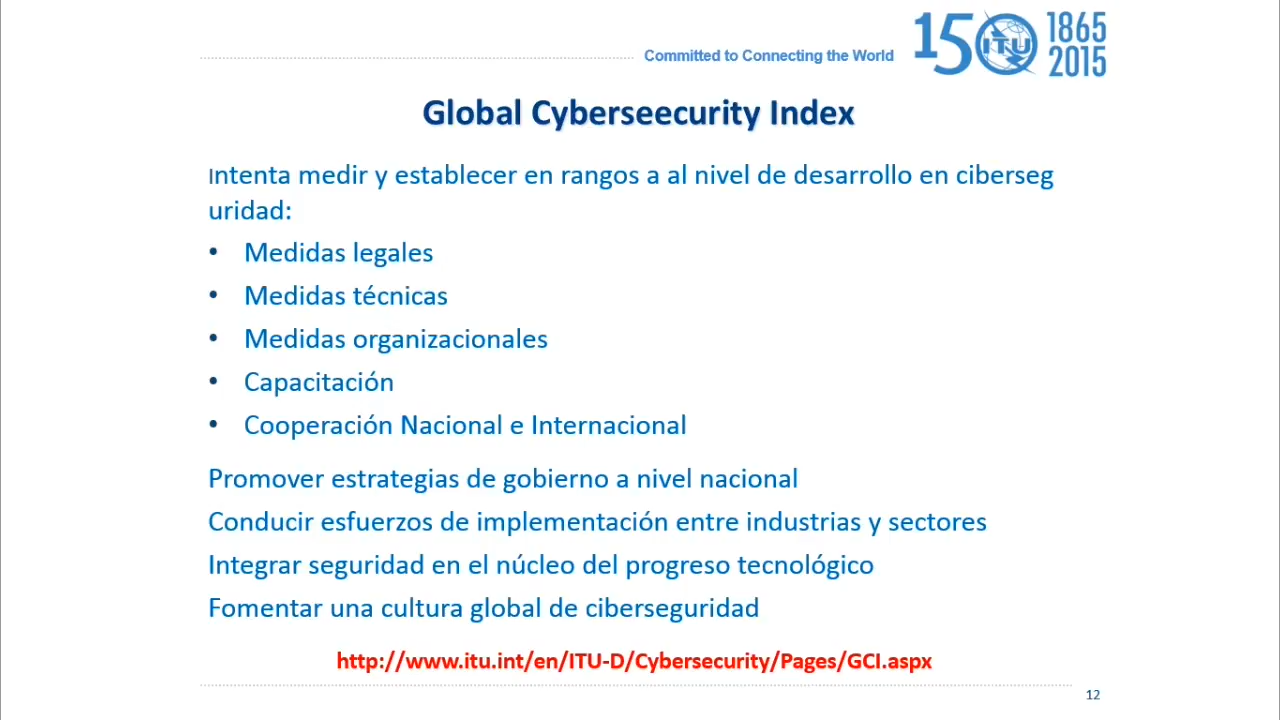 Committed to Connecting the World
150 ITU 1865
2015
Global Cyberseecurity Index
Intenta medir y establecer en rangos a al nivel de desarrollo en ciberseg
uridad:
• Medidas legales
• Medidas técnicas
• Medidas organizacionales
• Capacitación
• Cooperación Nacional e Internacional
Promover estrategias de gobierno a nivel nacional
Conducir esfuerzos de implementación entre industrias y sectores
Integrar seguridad en el núcleo del progreso tecnológico
Fomentar una cultura global de ciberseguridad
http://www.itu.int/en/ITU-D/Cybersecurity/Pages/GCI.aspx
12